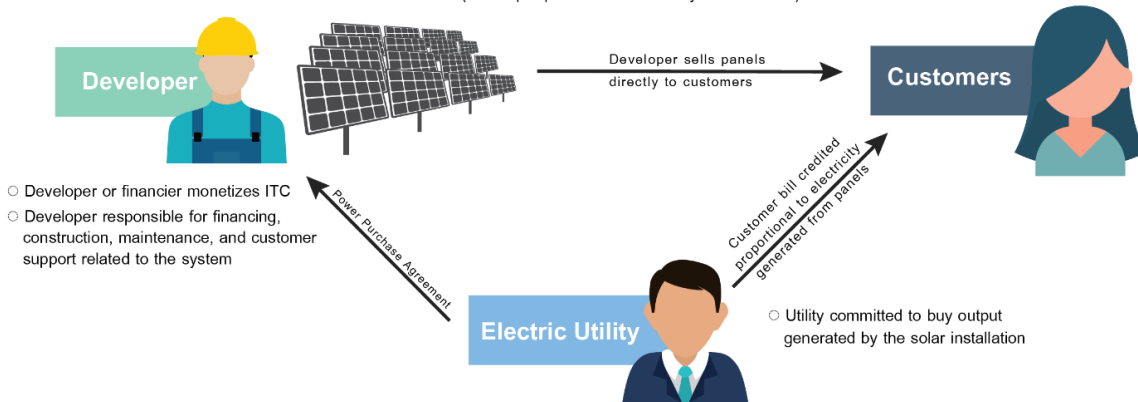 Developer
Developer sells panels
directly to customers
Customers
Developer or financier monetizes ITC
Developer responsible for financing,
construction, maintenance, and customer
support related to the system
Power Purchase Agreement
Customer bill credited
proportional to electricity
generated from panels
Electric Utility
Utility committed to buy output
generated by the solar installation